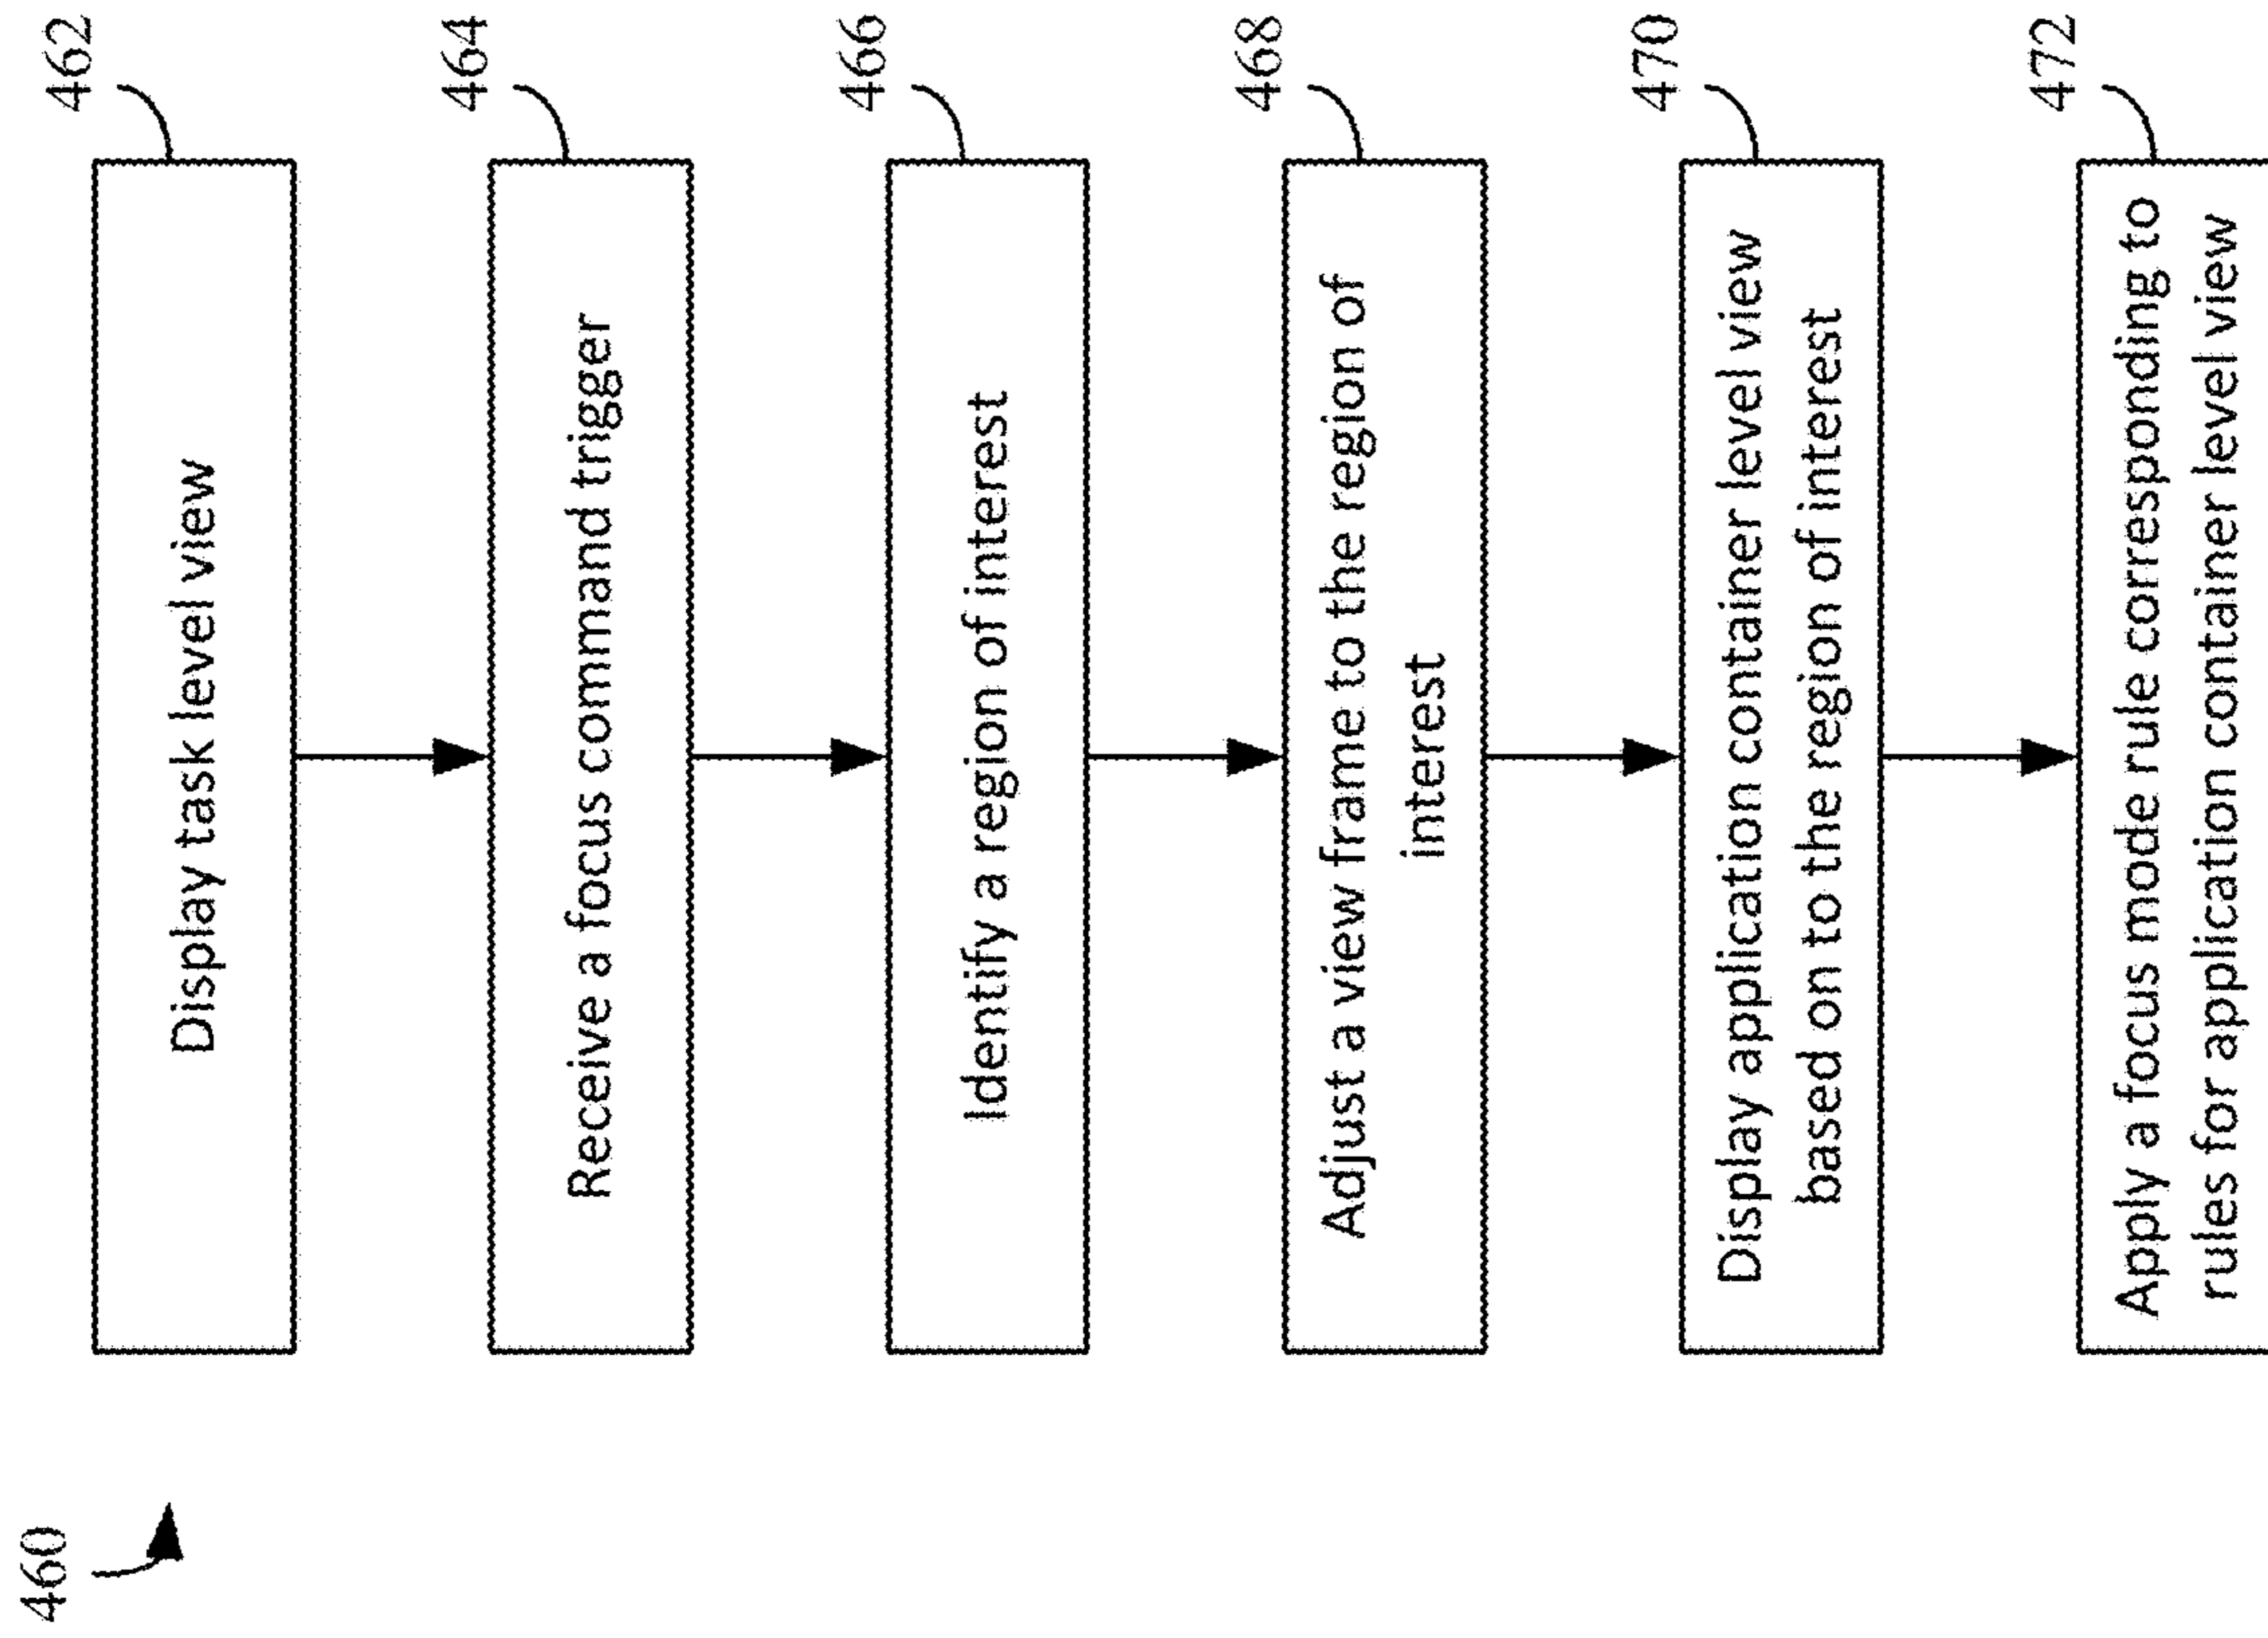 460
462
Display task level view
464
Receive a focus command trigger
466
Identify a region of interest
468
Adjust a view frame to the region of
interest
470
Display application container level view
based on to the region of interest
472
Apply a focus mode rule corresponding to
rules for application container level view